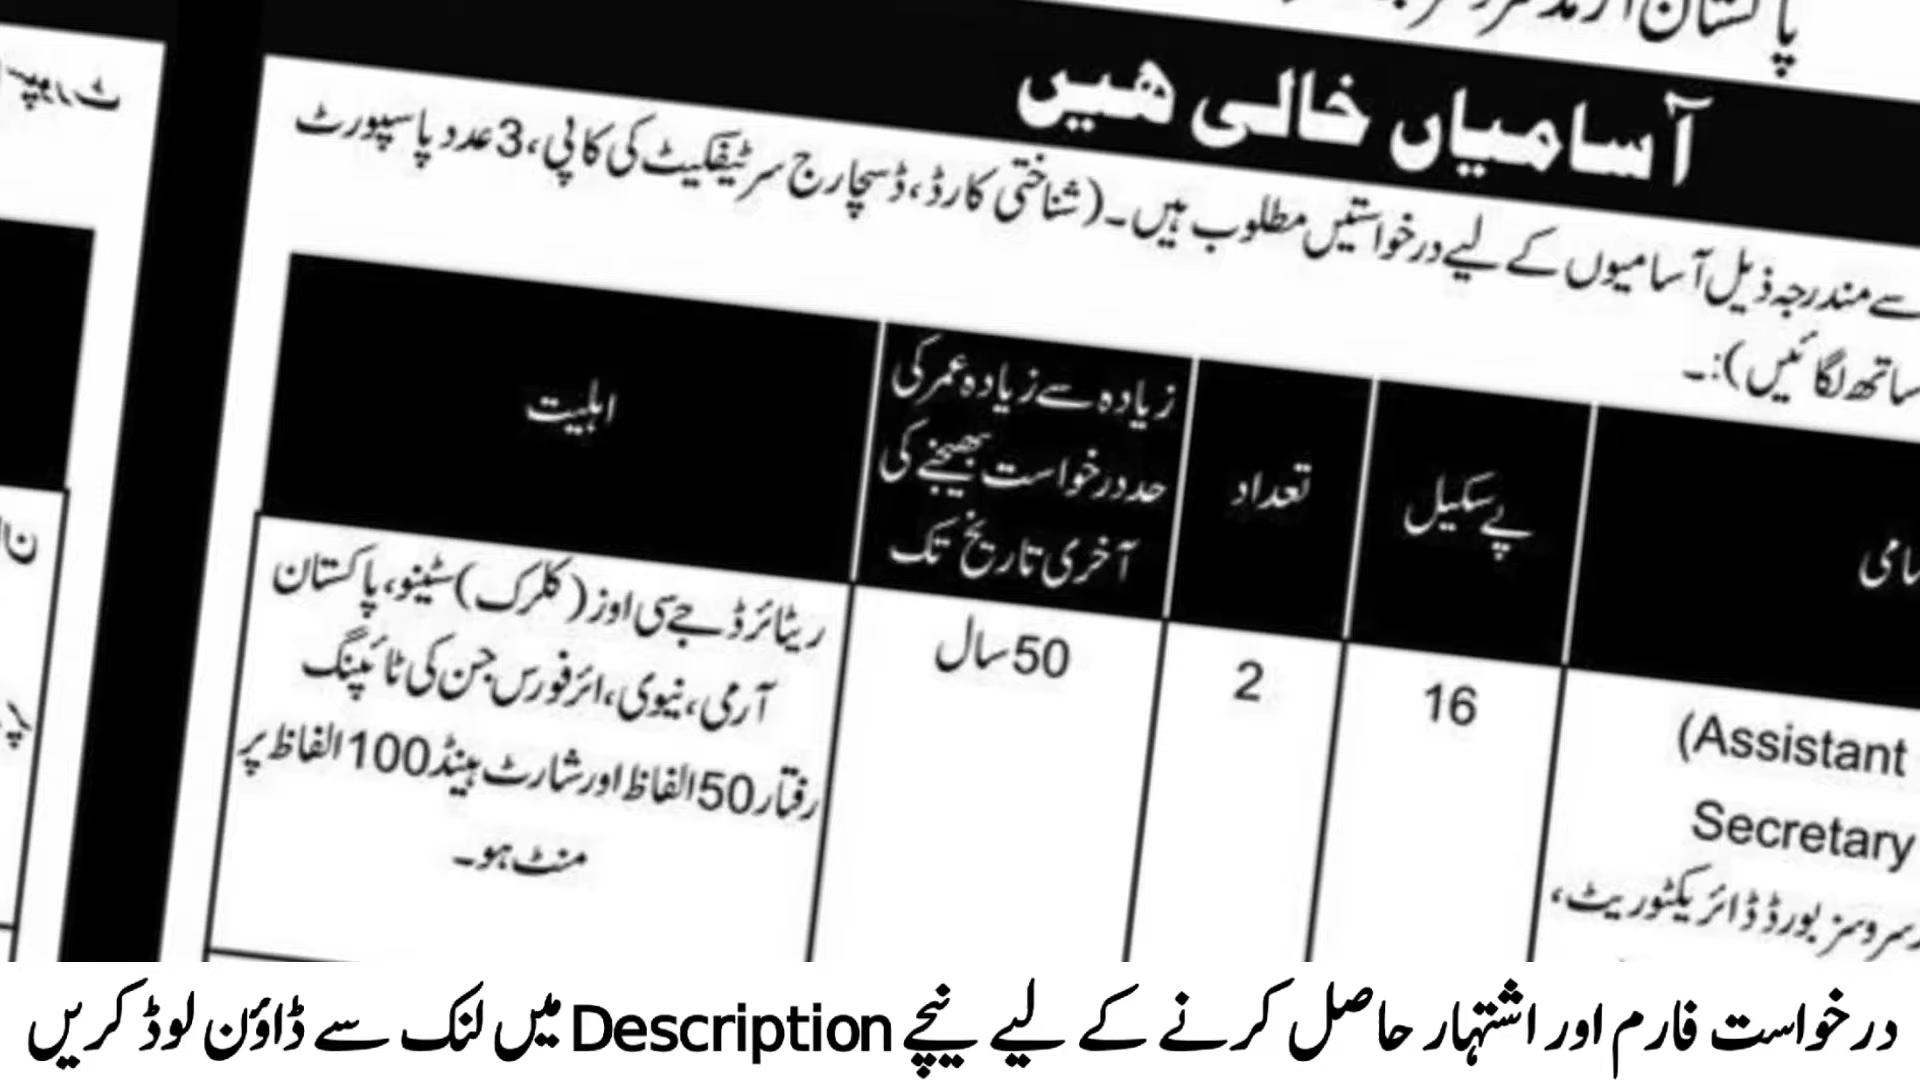 آسامیاں خالی ھیں
سے مندرجہ ذیل آسامیوں کے لیے درخواستیں مطلوب ہیں۔ (شناختی کارڈ، ڈسچارج سرٹیفکیٹ کی کاپی، 3 عدد پاسپورٹ
ساتھ لگائیں):۔
پے سکیل
تعداد
زیادہ سے زیادہ عمر کی
حد درخواست بھیجنے کی
آخری تاریخ تک
اہلیت
(Assistant
Secretary
سروسز بورڈ ڈائریکٹوریٹ،
16
2
50 سال
ریٹائرڈ جے سی اوز (کلرک) سٹینو، پاکستان
آرمی، نیوی، ائرفورس جن کی ٹائپنگ
رفتار 50 الفاظ اور شارٹ ہینڈ 100 الفاظ پر
منٹ ہو۔
درخواست فارم اور اشتہار حاصل کرنے کے لیے نیچے Description میں لنک سے ڈاؤن لوڈ کریں